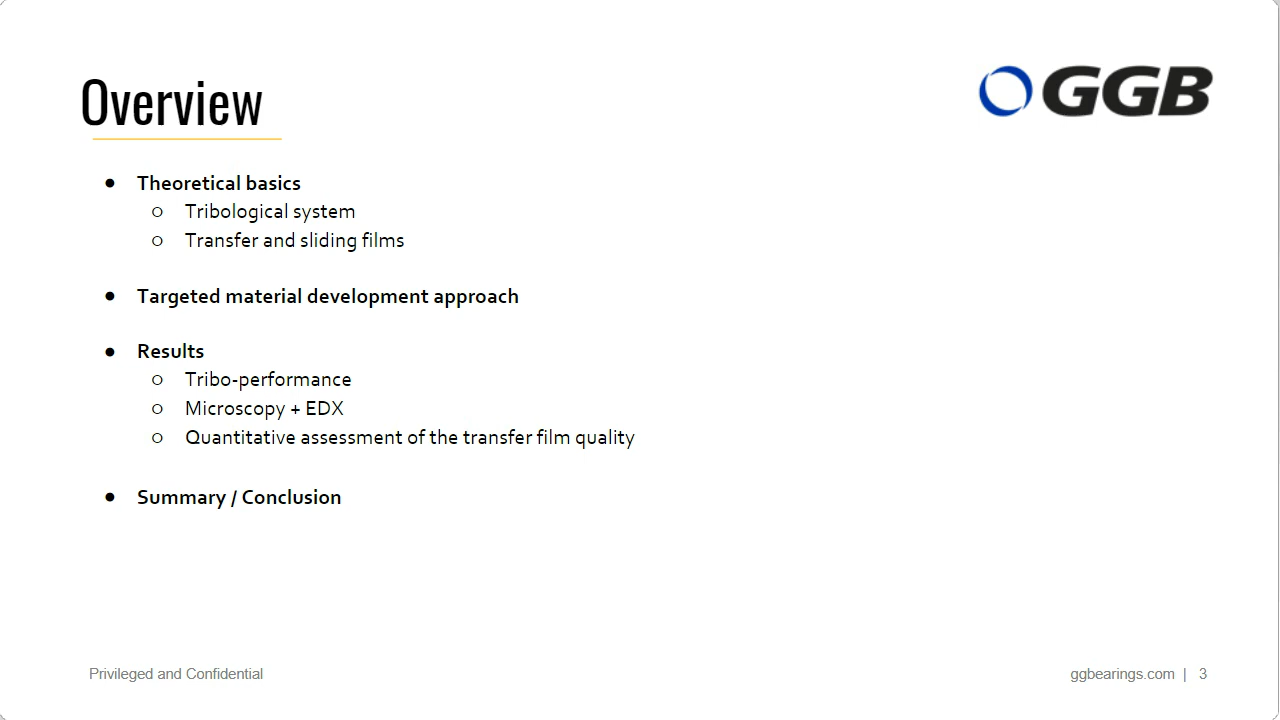 Overview
GGB
● Theoretical basics
○ Tribological system
○ Transfer and sliding films
● Targeted material development approach
● Results
○ Tribo-performance
○ Microscopy + EDX
○ Quantitative assessment of the transfer film quality
● Summary / Conclusion
Privileged and Confidential
ggbearings.com | 3